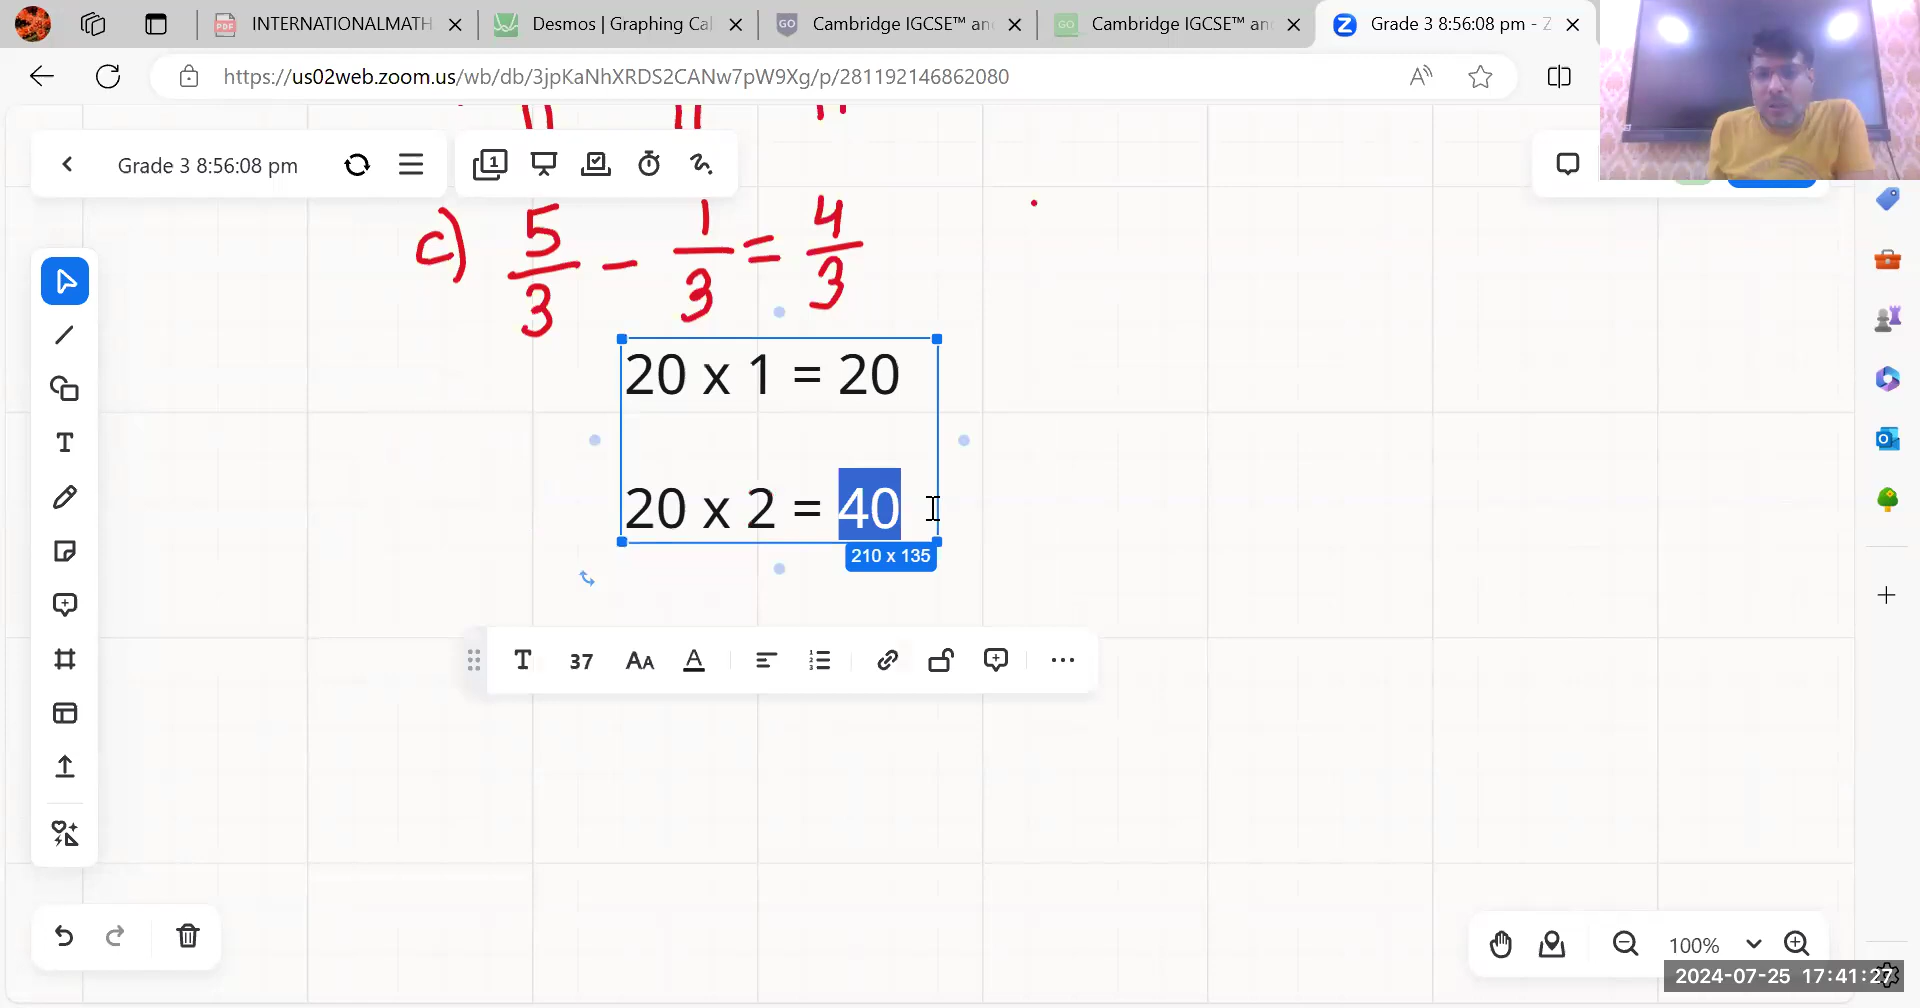 INTERNATIONALMATH
Desmos | Graphing Cal
Cambridge IGCSE™ an
Cambridge IGCSE™ and
Grade 3 8:56:08 pm - Z
https://us02web.zoom.us/wb/db/3jpKaNhXRDS2CANw7pW9Xg/p/281192146862080
Grade 3 8:56:08 pm
c) 5/3 - 1/3 = 4/3
20 x 1 = 20
20 x 2 = 40
210 x 135
37
100%
2024-07-25 17:41:27